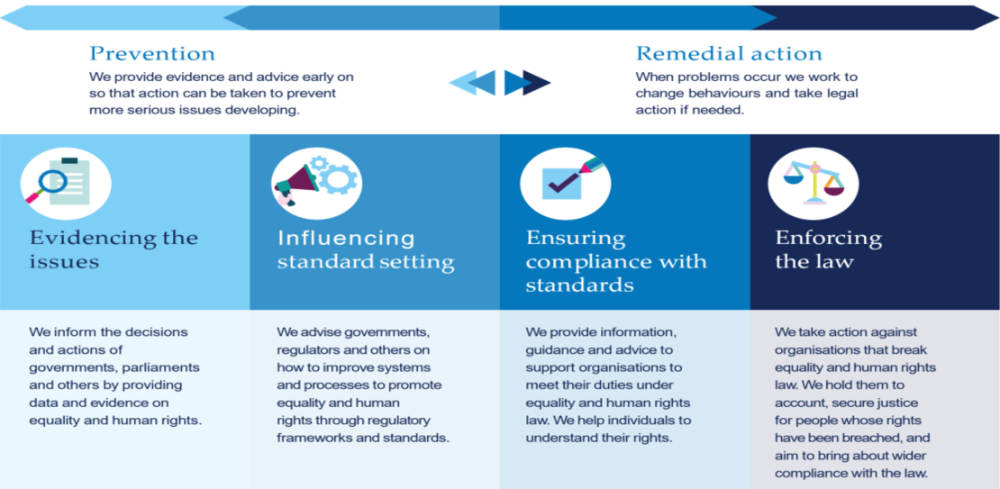 Prevention
We provide evidence and advice early on
so that action can be taken to prevent
more serious issues developing.
Remedial action
When problems occur we work to
change behaviours and take legal
action if needed.
Evidencing the
issues
We inform the decisions
and actions of
governments, parliaments
and others by providing
data and evidence on
equality and human rights.
Influencing
standard setting
We advise governments,
regulators and others on
how to improve systems
and processes to promote
equality and human
rights through regulatory
frameworks and standards.
Ensuring
compliance with
standards
We provide information,
guidance and advice to
support organisations to
meet their duties under
equality and human rights
law. We help individuals to
understand their rights.
Enforcing
the law
We take action against
organisations that break
equality and human rights
law. We hold them to
account, secure justice
for people whose rights
have been breached, and
aim to bring about wider
compliance with the law.